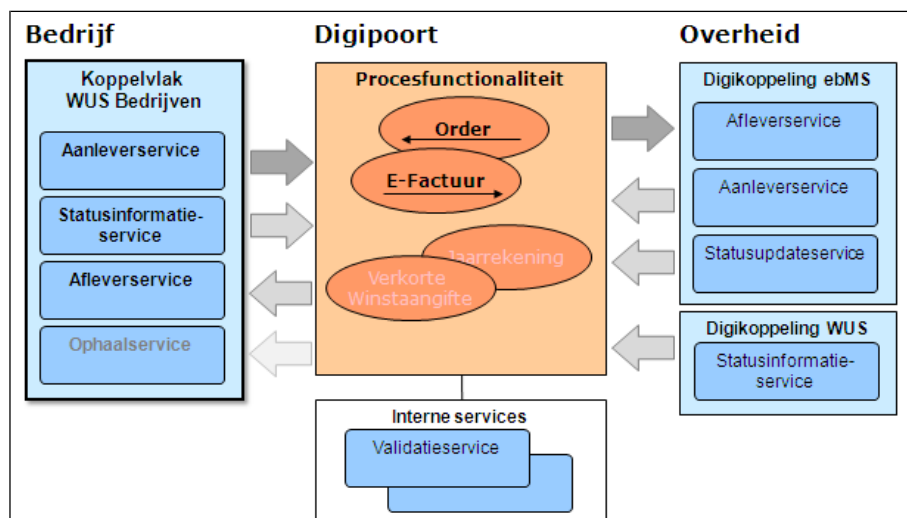 Bedrijf
Koppelvlak
WUS Bedrijven
Aanleverservice
Statusinformatie-
service
Afleverservice
Ophaalservice
Digipoort
Procesfunctionaliteit
Order
E-Factuur
Jaarrekening
Verkorte
Winstaangifte
Interne services
Validatieservice
Overheid
Digikoppeling ebMS
Afleverservice
Aanleverservice
Statusupdateservice
Digikoppeling WUS
Statusinformatie-
service